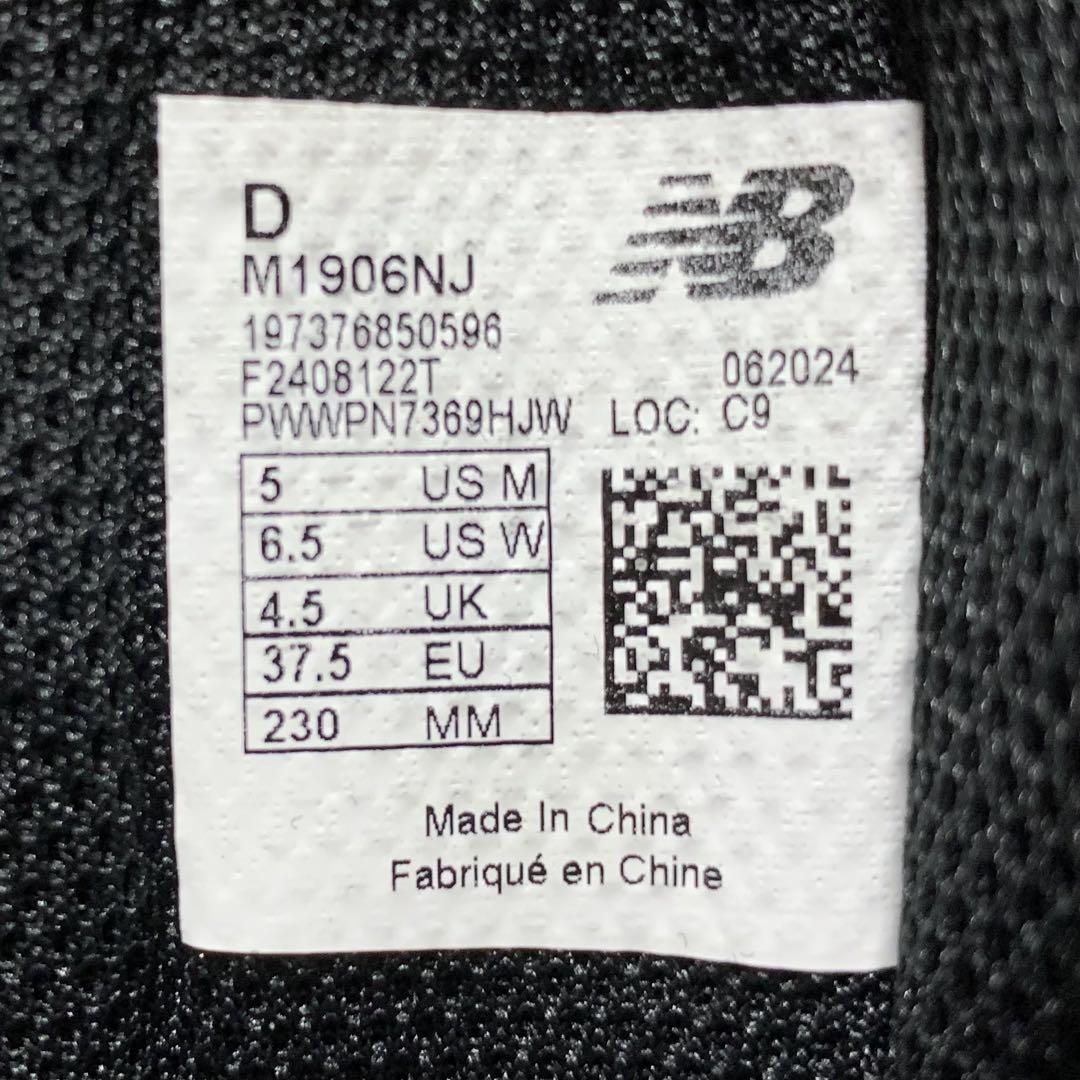 D
NB
M1906NJ
197376850596
F2408122T 062024
PWWPN7369HJW LOC: C9
5 US M
6.5 US W
4.5 UK
37.5 EU
230 MM
Made In China
Fabriqué en Chine